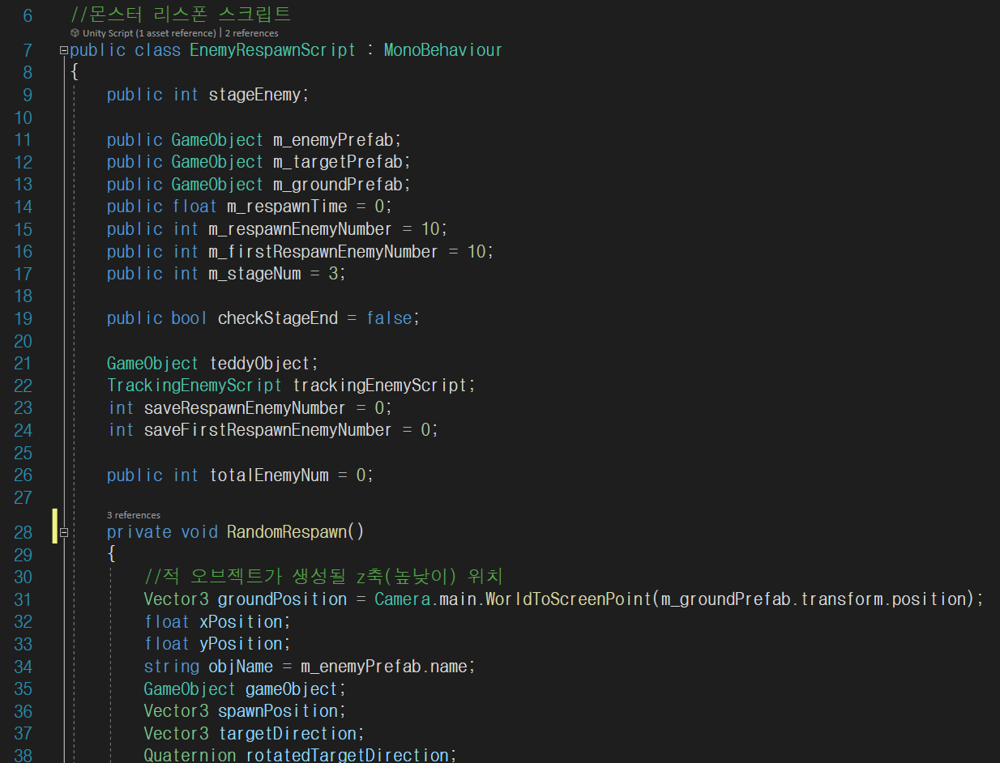 6 //몬스터 리스폰 스크립트
Unity Script (1 asset reference) | 2 references
7 public class EnemyRespawnScript : MonoBehaviour
8 {
9 public int stageEnemy;
10
11 public GameObject m_enemyPrefab;
12 public GameObject m_targetPrefab;
13 public GameObject m_groundPrefab;
14 public float m_respawnTime = 0;
15 public int m_respawnEnemyNumber = 10;
16 public int m_firstRespawnEnemyNumber = 10;
17 public int m_stageNum = 3;
18
19 public bool checkStageEnd = false;
20
21 GameObject teddyObject;
22 TrackingEnemyScript trackingEnemyScript;
23 int saveRespawnEnemyNumber = 0;
24 int saveFirstRespawnEnemyNumber = 0;
25
26 public int totalEnemyNum = 0;
27
3 references
28 private void RandomRespawn()
29 {
30 //적 오브젝트가 생성될 z축(높낮이) 위치
31 Vector3 groundPosition = Camera.main.WorldToScreenPoint(m_groundPrefab.transform.position);
32 float xPosition;
33 float yPosition;
34 string objName = m_enemyPrefab.name;
35 GameObject gameObject;
36 Vector3 spawnPosition;
37 Vector3 targetDirection;
38 Quaternion rotatedTargetDirection;